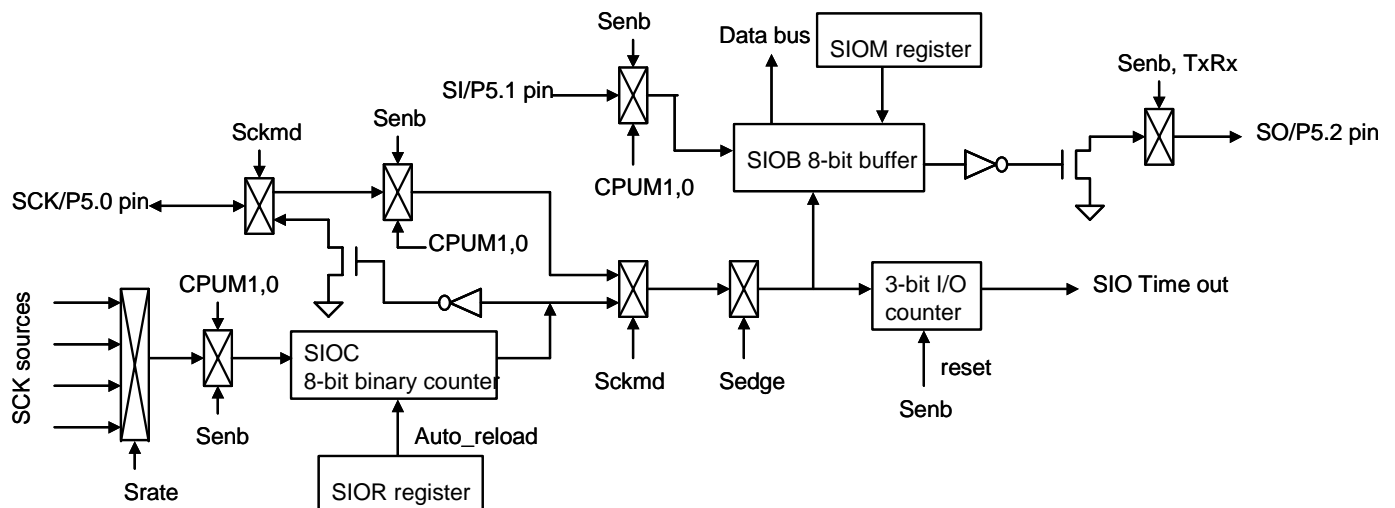 Senb
Data bus
SIOM register
Senb, TxRx
SI/P5.1 pin
Sckmd
Senb
SIOB 8-bit buffer
SO/P5.2 pin
CPUM1,0
SCK/P5.0 pin
CPUM1,0
CPUM1,0
3-bit I/O
counter
SIO Time out
SCK sources
SIOC
8-bit binary counter
Sckmd
Sedge
reset
Senb
Senb
Auto_reload
Srate
SIOR register